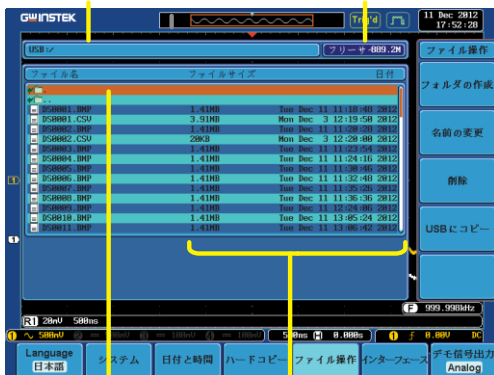 GWINSTEK
Trig'd
11 Dec 2012
17:52:28
USB:/
フリーサ-889.2M
ファイル操作
ファイル名 ファイルサイズ 日付
.
..
DS0001.BMP 1.41MB Tue Dec 11 11:18:48 2012
DS0001.CSV 3.91MB Mon Dec 3 12:19:50 2012
DS0002.BMP 1.41MB Tue Dec 11 11:20:28 2012
DS0002.CSV 20KB Mon Dec 3 12:20:00 2012
DS0003.BMP 1.41MB Tue Dec 11 11:23:54 2012
DS0004.BMP 1.41MB Tue Dec 11 11:24:16 2012
DS0005.BMP 1.41MB Tue Dec 11 11:30:46 2012
DS0006.BMP 1.41MB Tue Dec 11 11:32:48 2012
DS0007.BMP 1.41MB Tue Dec 11 11:35:26 2012
DS0008.BMP 1.41MB Tue Dec 11 11:36:36 2012
DS0009.BMP 1.41MB Tue Dec 11 12:24:06 2012
DS0010.BMP 1.41MB Tue Dec 11 13:05:24 2012
DS0011.BMP 1.41MB Tue Dec 11 13:06:42 2012
フォルダの作成
名前の変更
削除
USBにコピー
F 999.998kHz
R1 20mV 500ms
1 500mV 2 500mV 3 100mV 4 100mV 500ms H 0.000s 1 0.00V DC
Language
日本語
システム
日付と時間
ハードコピー
ファイル操作
インターフェース
デモ信号出力
Analog